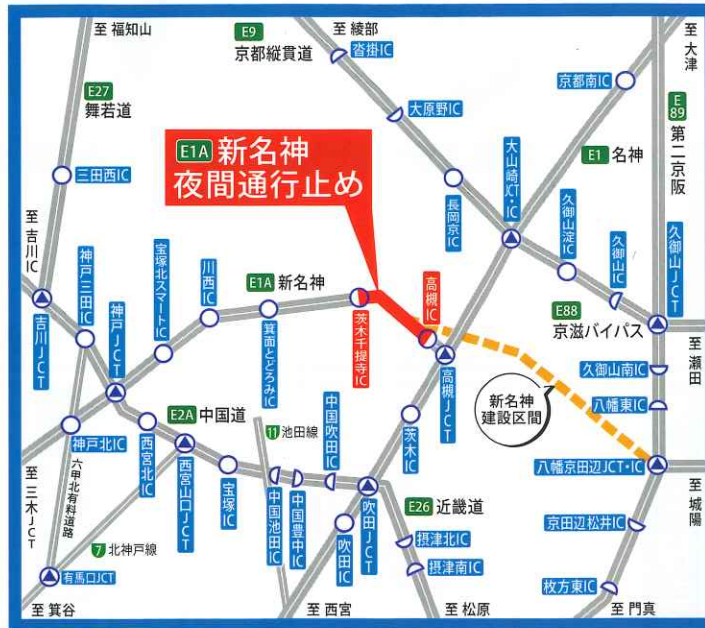 至 福知山
E9
京都縦貫道
至 綾部
沓掛IC
至 大津
E27
舞若道
大原野IC
京都南IC
E89
第二京阪
E1A 新名神
夜間通行止め
E1 名神
三田西IC
大山崎JCT・IC
長岡京IC
久御山淀IC
久御山IC
久御山JCT
至 吉川IC
神戸三田IC
宝塚北スマートIC
川西IC
E1A 新名神
吉川JCT
神戸JCT
箕面とどろみIC
茨木千提寺IC
高槻IC
高槻JCT
E88
京滋バイパス
至 瀬田
久御山南IC
新名神
建設区間
八幡東IC
E2A 中国道
11 池田線
中国吹田IC
茨木IC
神戸北IC
西宮北IC
西宮山口JCT
宝塚IC
中国池田IC
中国豊中IC
吹田JCT
吹田IC
E26 近畿道
八幡京田辺JCT・IC
至 城陽
至 三木JCT
六甲北有料道路
7 北神戸線
有馬口JCT
摂津北IC
摂津南IC
京田辺松井IC
枚方東IC
至 箕谷
至 西宮
至 松原
至 門真